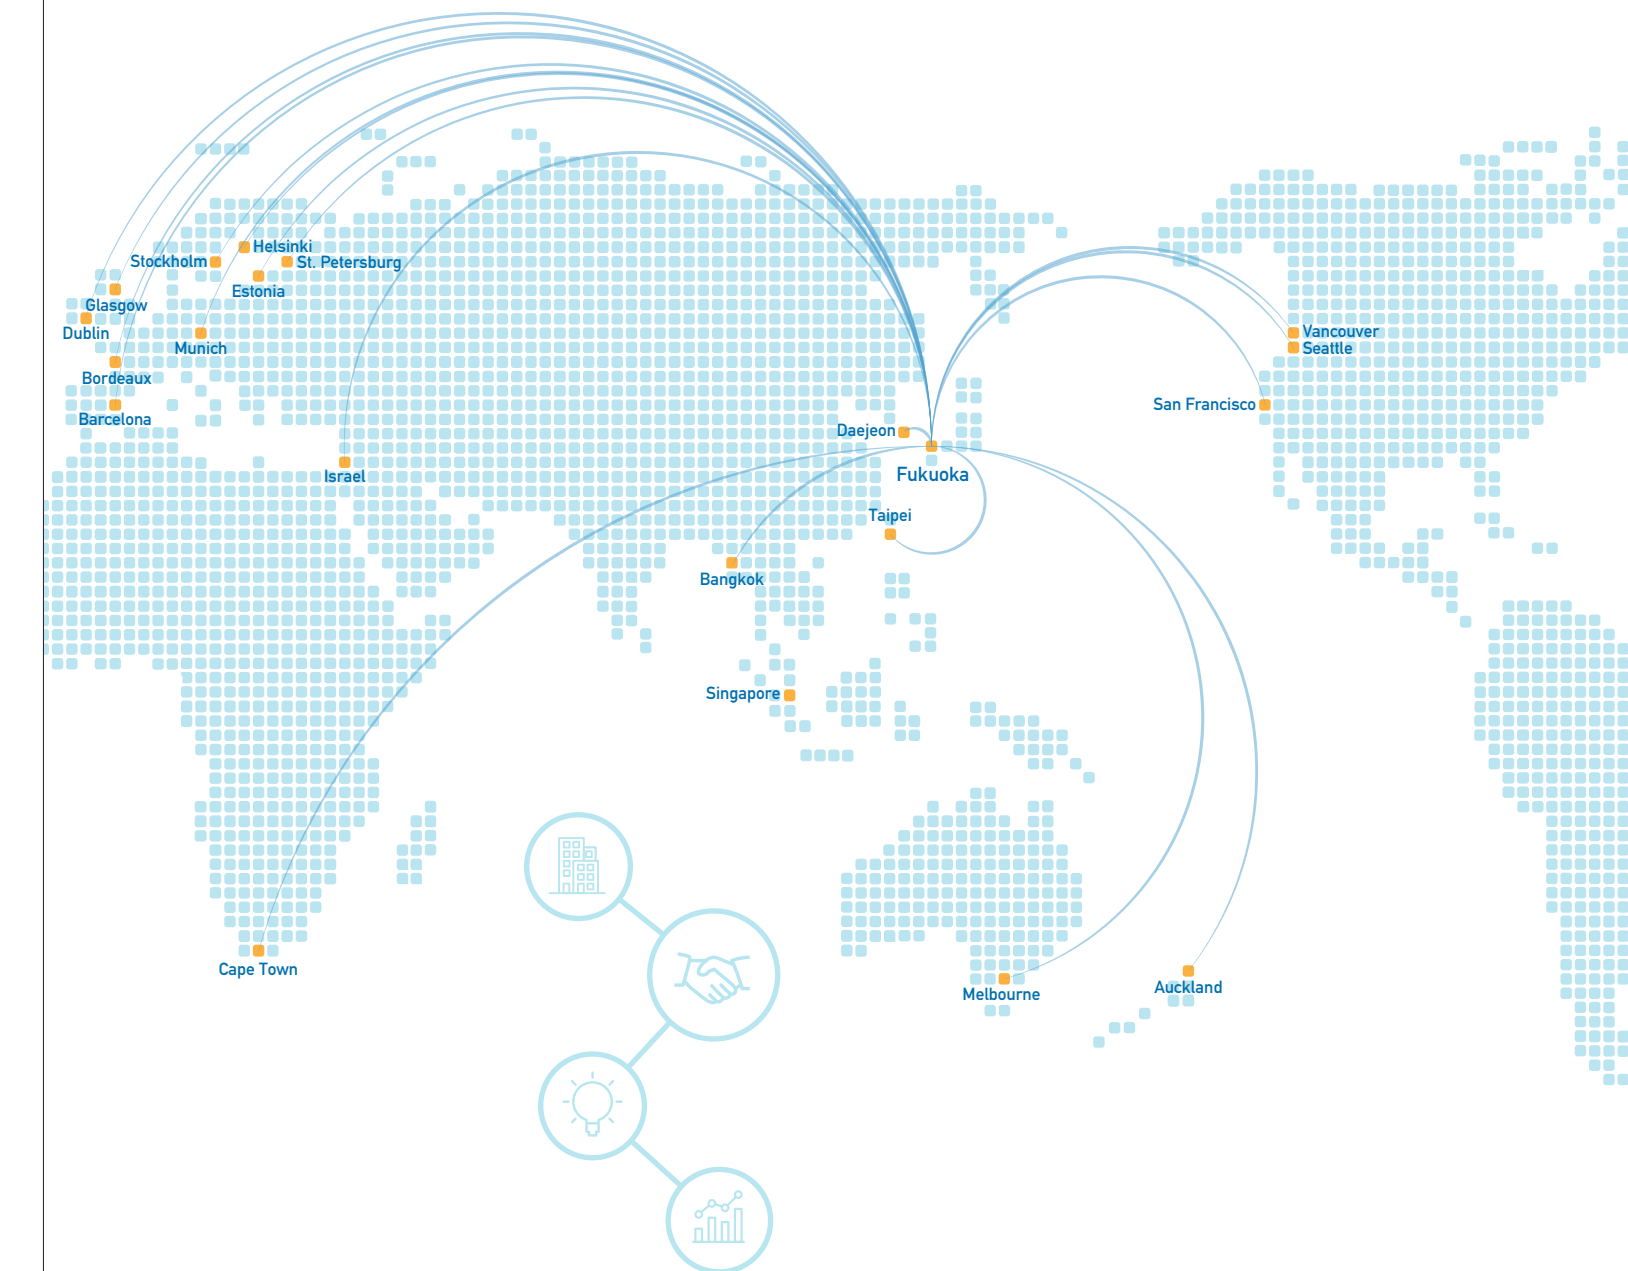 Helsinki
Stockholm
St. Petersburg
Estonia
Glasgow
Dublin
Munich
Bordeaux
Barcelona
Israel
Vancouver
Seattle
San Francisco
Daejeon
Fukuoka
Taipei
Bangkok
Singapore
Cape Town
Melbourne
Auckland